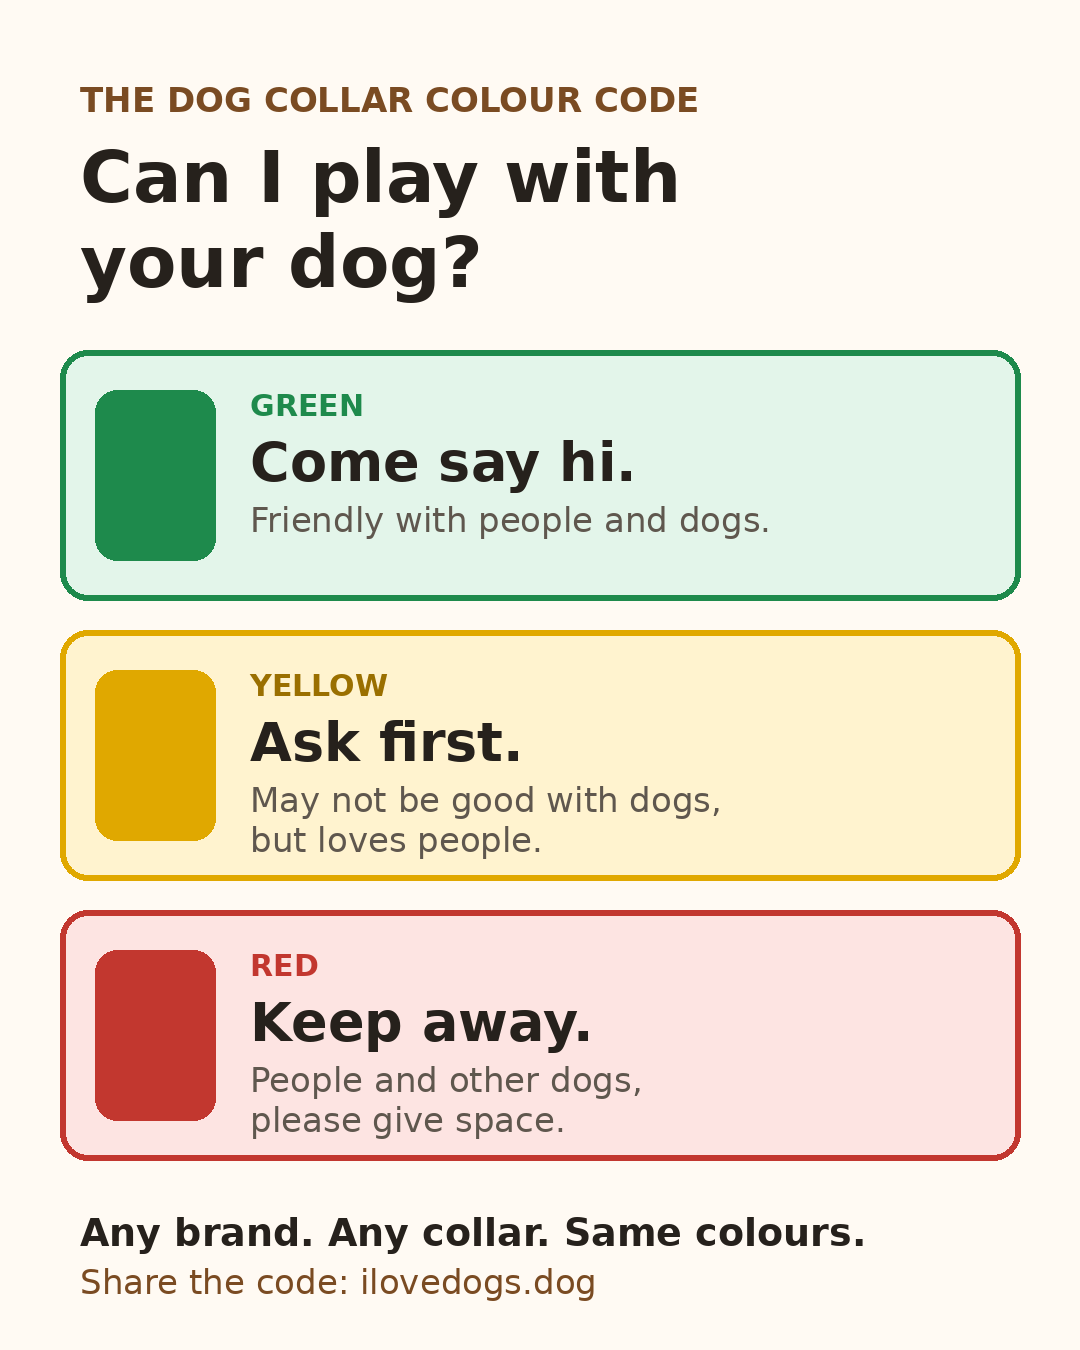 THE DOG COLLAR COLOUR CODE
Can I play with
your dog?
GREEN
Come say hi.
Friendly with people and dogs.
YELLOW
Ask first.
May not be good with dogs,
but loves people.
RED
Keep away.
People and other dogs,
please give space.
Any brand. Any collar. Same colours.
Share the code: ilovedogs.dog